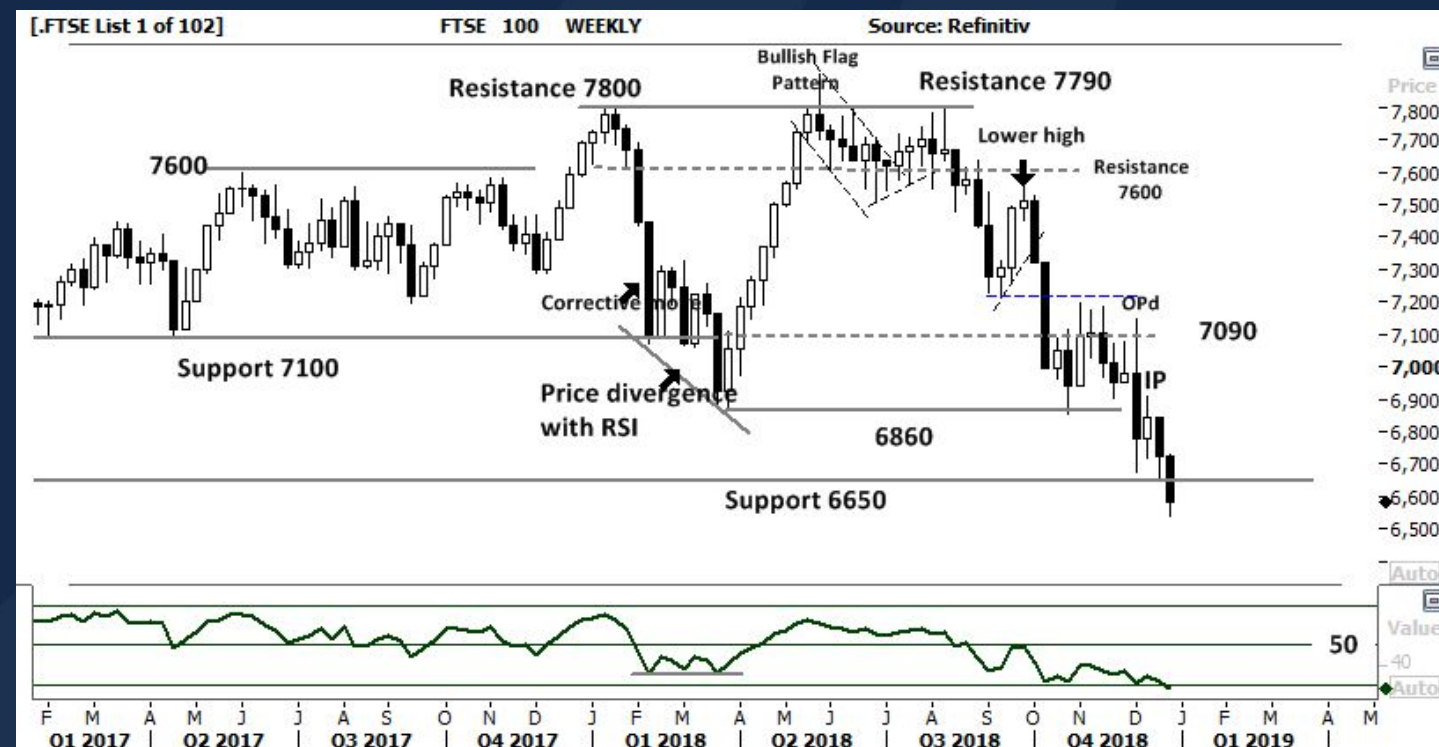 [.FTSE List 1 of 102] FTSE 100 WEEKLY Source: Refinitiv
Bullish Flag
Pattern
Resistance 7800
Resistance 7790
Price
7,800
7,700
7,600
7,500
7,400
7,300
7,200
7,100
7,000
6,900
6,800
6,700
6,600
6,500
Auto
7600
Lower high
Resistance
7600
Corrective move
OPd
7090
Support 7100
Price divergence
with RSI
IP
6860
Support 6650
Value
50
40
Auto
F M A M J J A S O N D J F M A M J J A S O N D J F M A M
Q1 2017 Q2 2017 Q3 2017 Q4 2017 Q1 2018 Q2 2018 Q3 2018 Q4 2018 Q1 2019